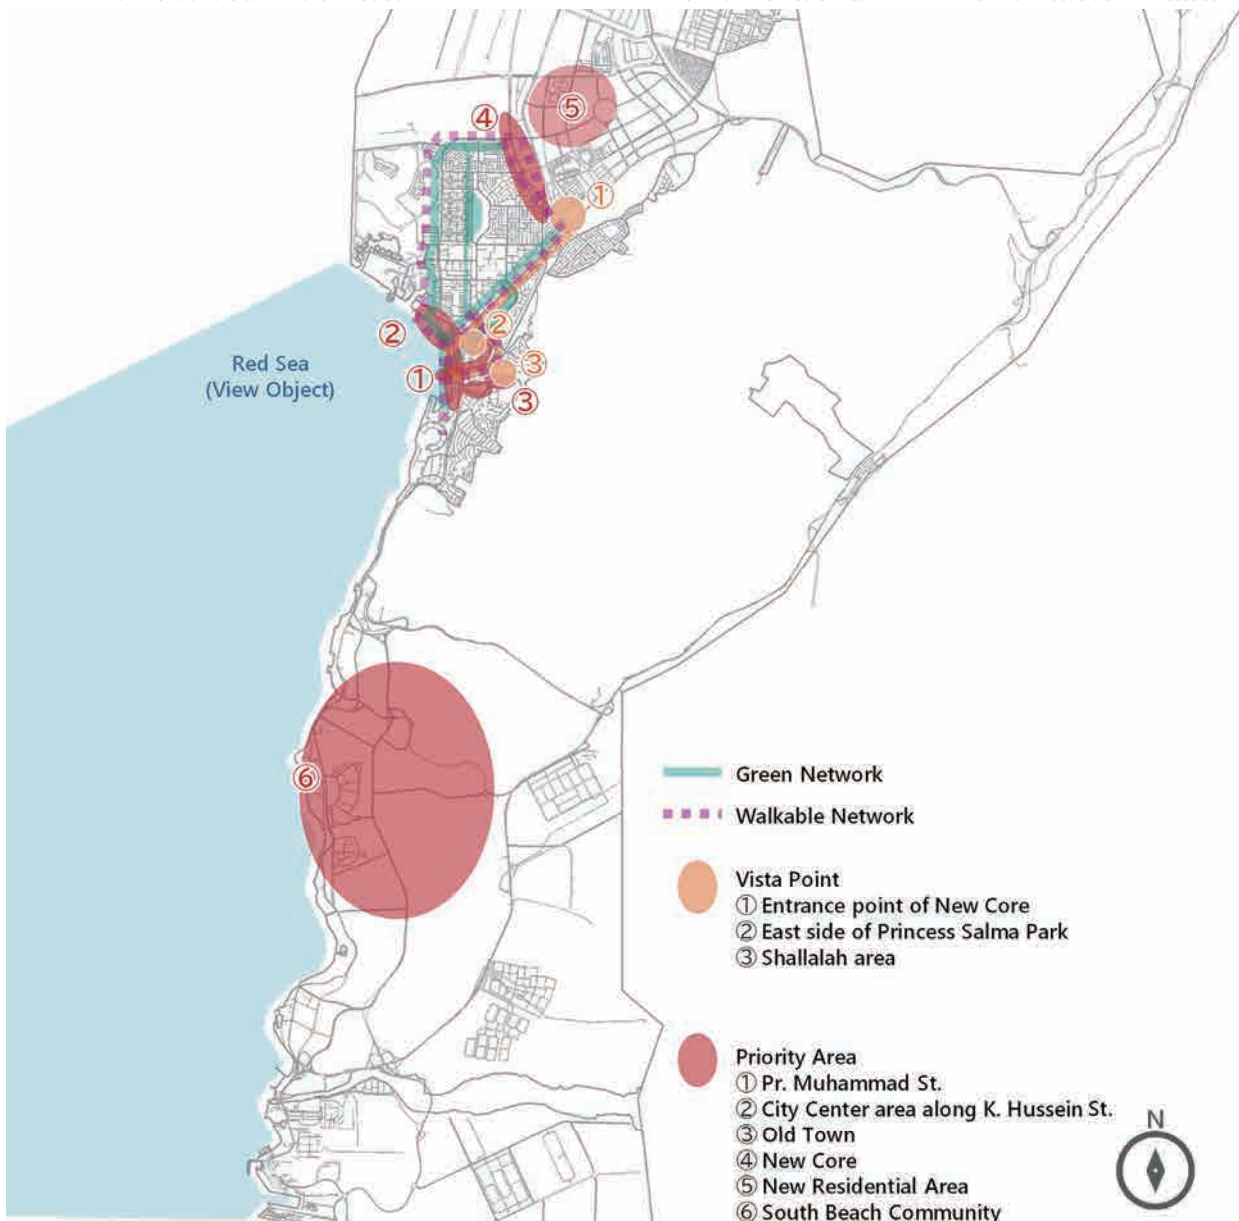 ⑤
④
①
②
②
Red Sea
(View Object)
③
①
③
⑥
Green Network
Walkable Network
Vista Point
① Entrance point of New Core
② East side of Princess Salma Park
③ Shallalah area
Priority Area
① Pr. Muhammad St.
② City Center area along K. Hussein St.
③ Old Town
④ New Core
⑤ New Residential Area
⑥ South Beach Community
N